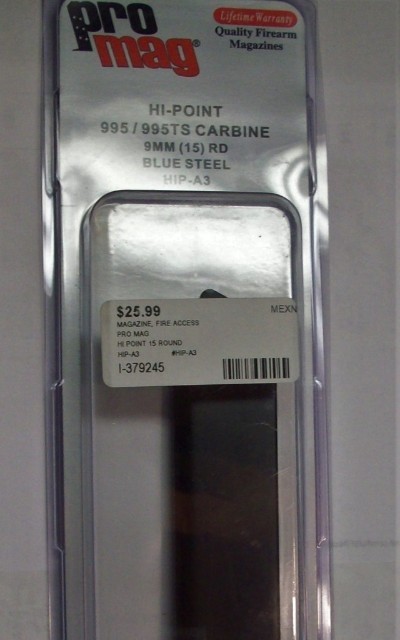 pro mag®
Lifetime Warranty
Quality Firearm
Magazines
HI-POINT
995 / 995TS CARBINE
9MM (15) RD
BLUE STEEL
HIP-A3
$25.99
MEXN
MAGAZINE, FIRE ACCESS
PRO MAG
HI POINT 15 ROUND
HIP-A3 #HIP-A3
I-379245